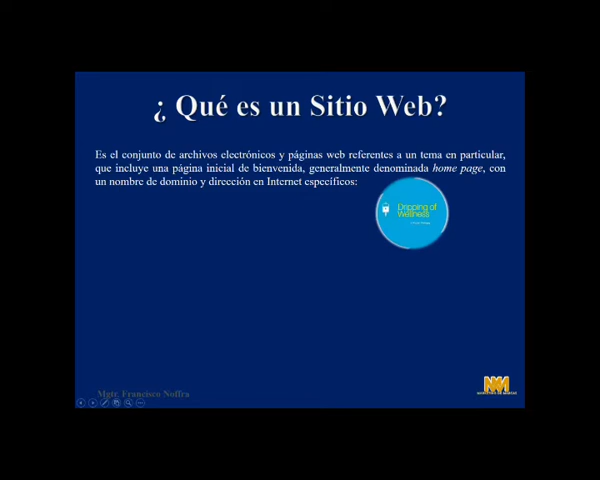 ¿ Qué es un Sitio Web?
Es el conjunto de archivos electrónicos y páginas web referentes a un tema en particular,
que incluye una página inicial de bienvenida, generalmente denominada home page, con
un nombre de dominio y dirección en Internet específicos:
Dripping of
Wellness
Mgtr. Francisco Noffra